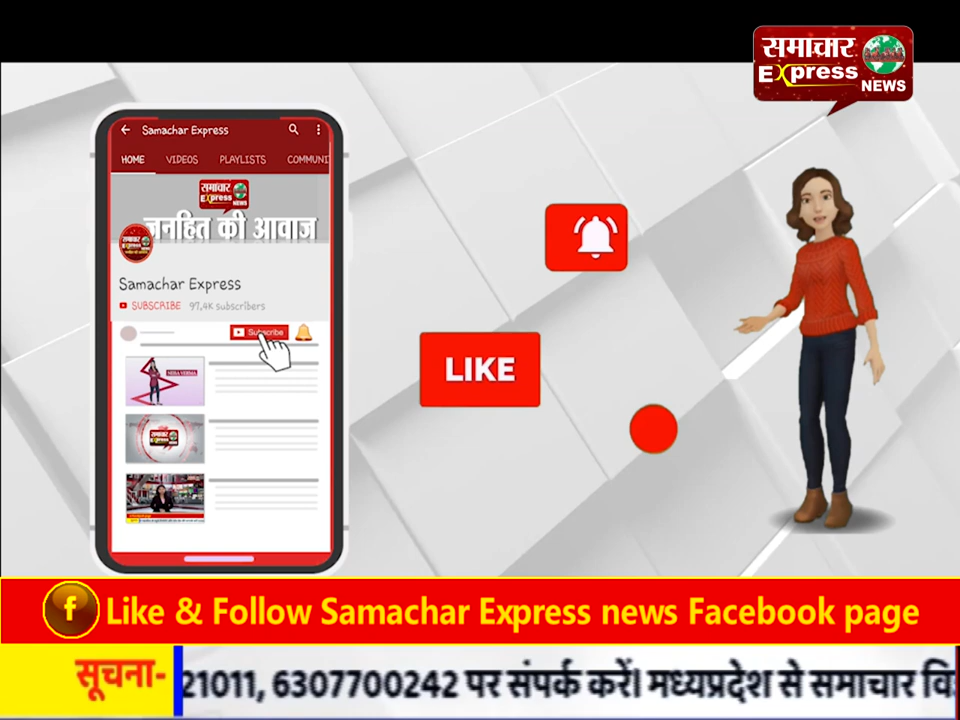 समाचार
Express
NEWS
Samachar Express
HOME VIDEOS PLAYLISTS COMMUNI
समाचार
Express
NEWS
जनहित की आवाज
Samachar Express
SUBSCRIBE 97.4K subscribers
Subscribe
LIKE
f Like & Follow Samachar Express news Facebook page
सूचना- 21011, 6307700242 पर संपर्क करें। मध्यप्रदेश से समाचार वि